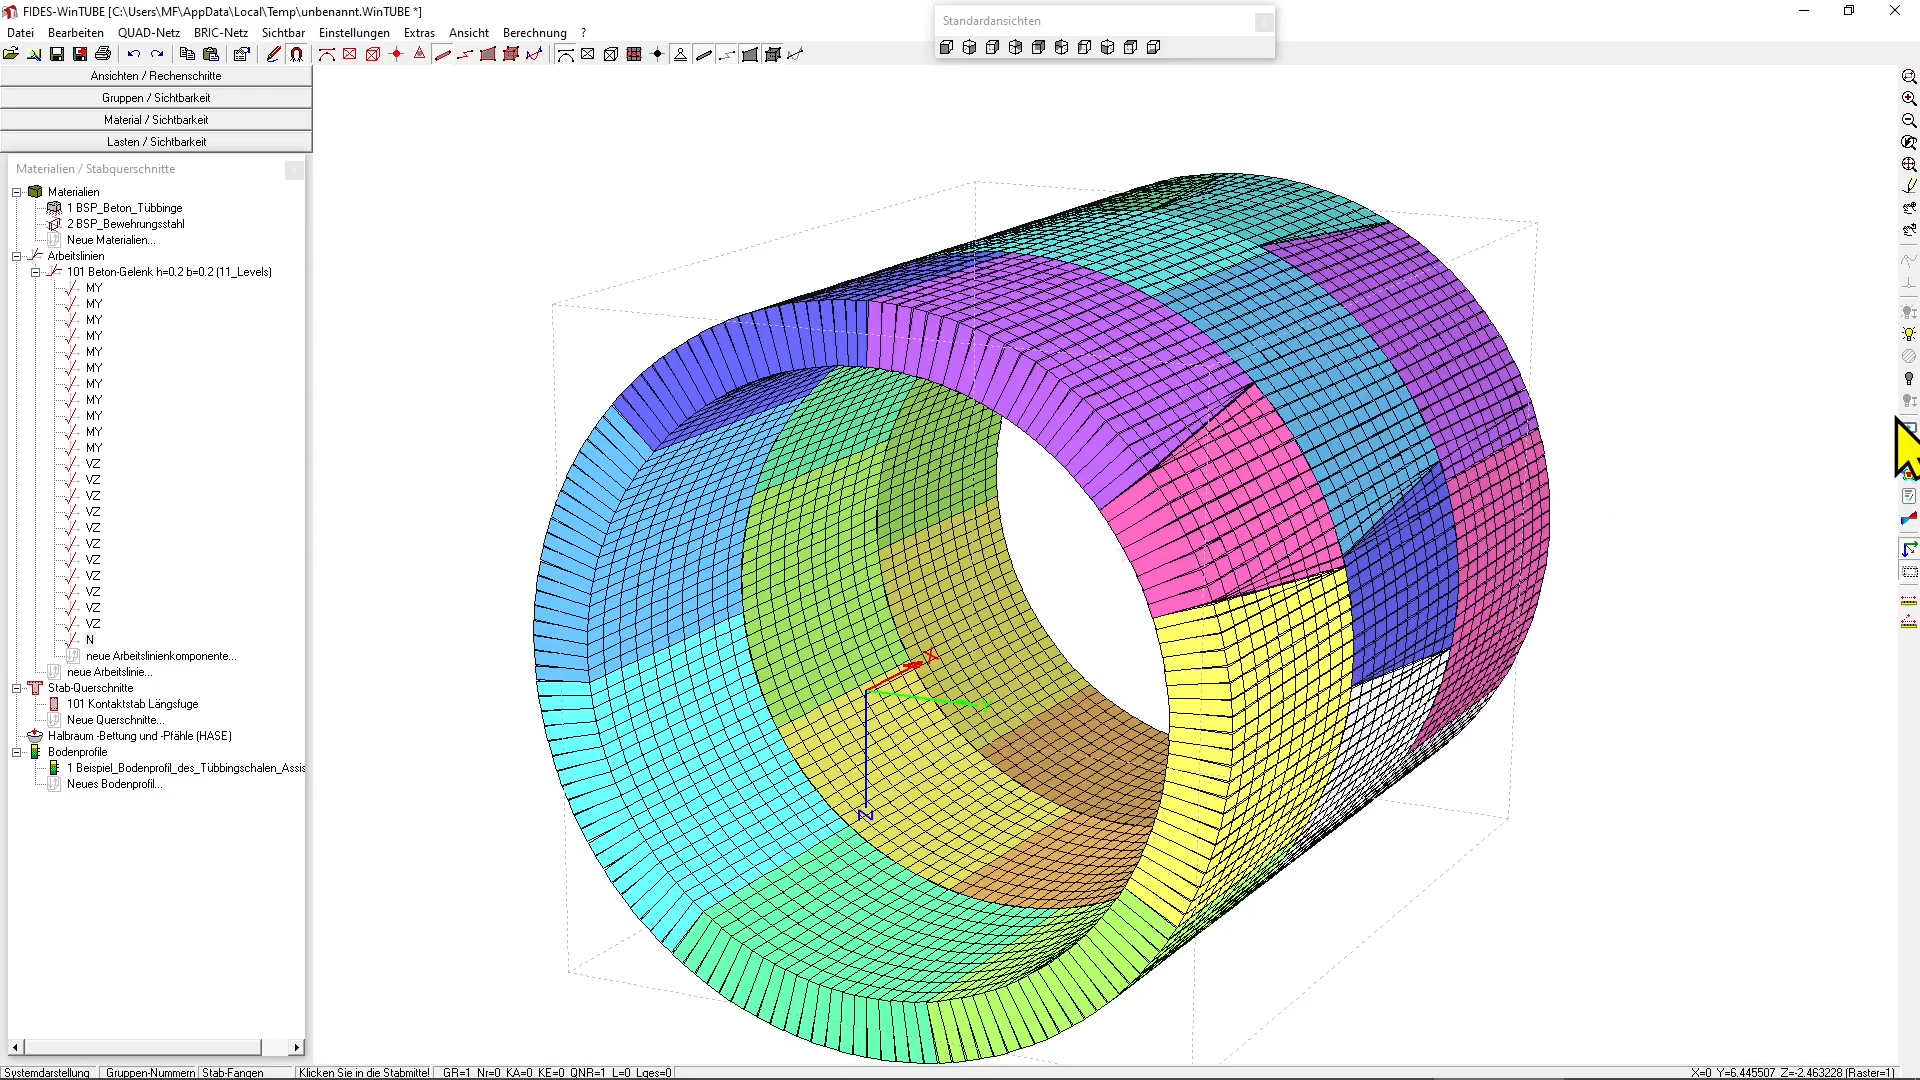 FIDES-WinTUBE [C:\Users\MF\AppData\Local\Temp\unbenannt.WinTUBE *]
Datei Bearbeiten QUAD-Netz BRIC-Netz Sichtbar Einstellungen Extras Ansicht Berechnung ?
Standardansichten
Ansichten / Rechenschritte
Gruppen / Sichtbarkeit
Material / Sichtbarkeit
Lasten / Sichtbarkeit
Materialien / Stabquerschnitte
Materialien
1 BSP_Beton_Tübbinge
2 BSP_Bewehrungsstahl
Neue Materialien...
Arbeitslinien
101 Beton-Gelenk h=0.2 b=0.2 (11_Levels)
MY
MY
MY
MY
MY
MY
MY
MY
MY
MY
MY
VZ
VZ
VZ
VZ
VZ
VZ
VZ
VZ
VZ
VZ
VZ
N
neue Arbeitslinienkomponente...
neue Arbeitslinie...
Stab-Querschnitte
101 Kontaktstab Längsfuge
Neue Querschnitte...
Halbraum -Bettung und -Pfähle (HASE)
Bodenprofile
1 Beispiel_Bodenprofil_des_Tübbingschalen_Assis
Neues Bodenprofil...
X
Y
Z
Systemdarstellung Gruppen-Nummern Stab-Fangen Klicken Sie in die Stabmitte! GR=1 Nr=0 KA=0 KE=0 QNR=1 L=0 Lges=0 X=0 Y=6.445507 Z=-2.463228 (Raster=1)